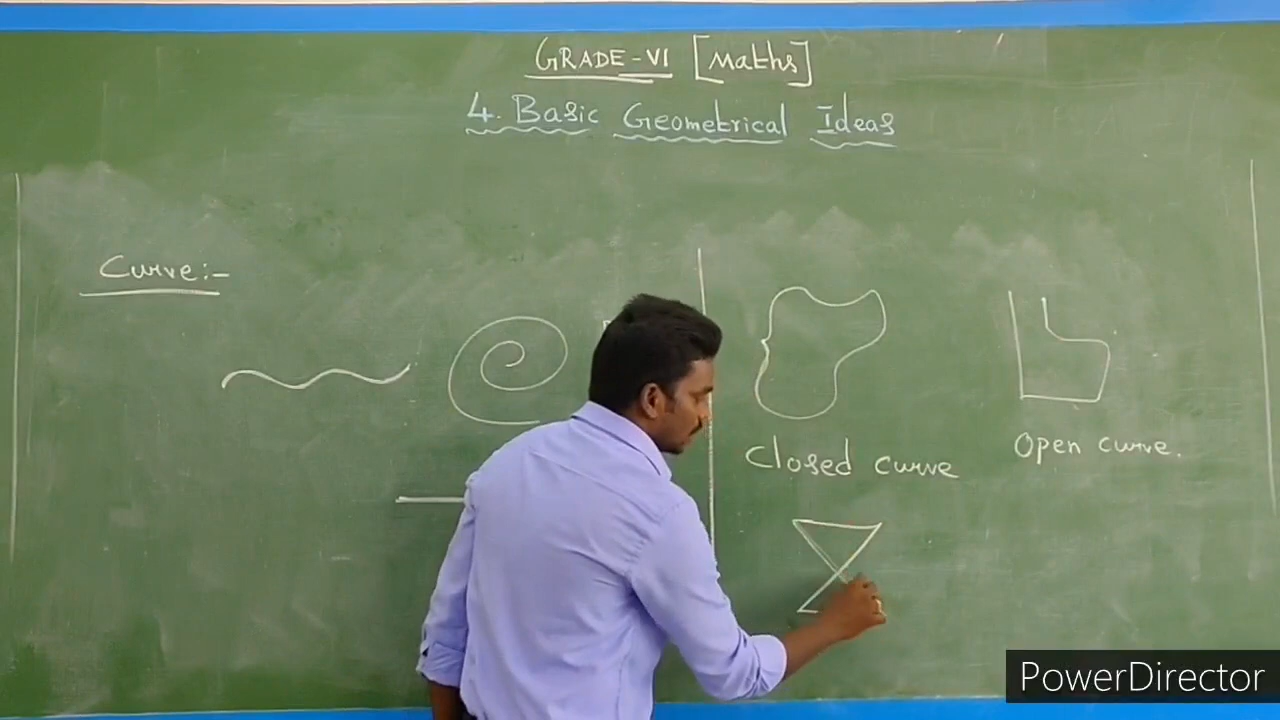 GRADE-VI [Maths]
4. Basic Geometrical Ideas
Curve:-
Closed curve
Open curve.
PowerDirector